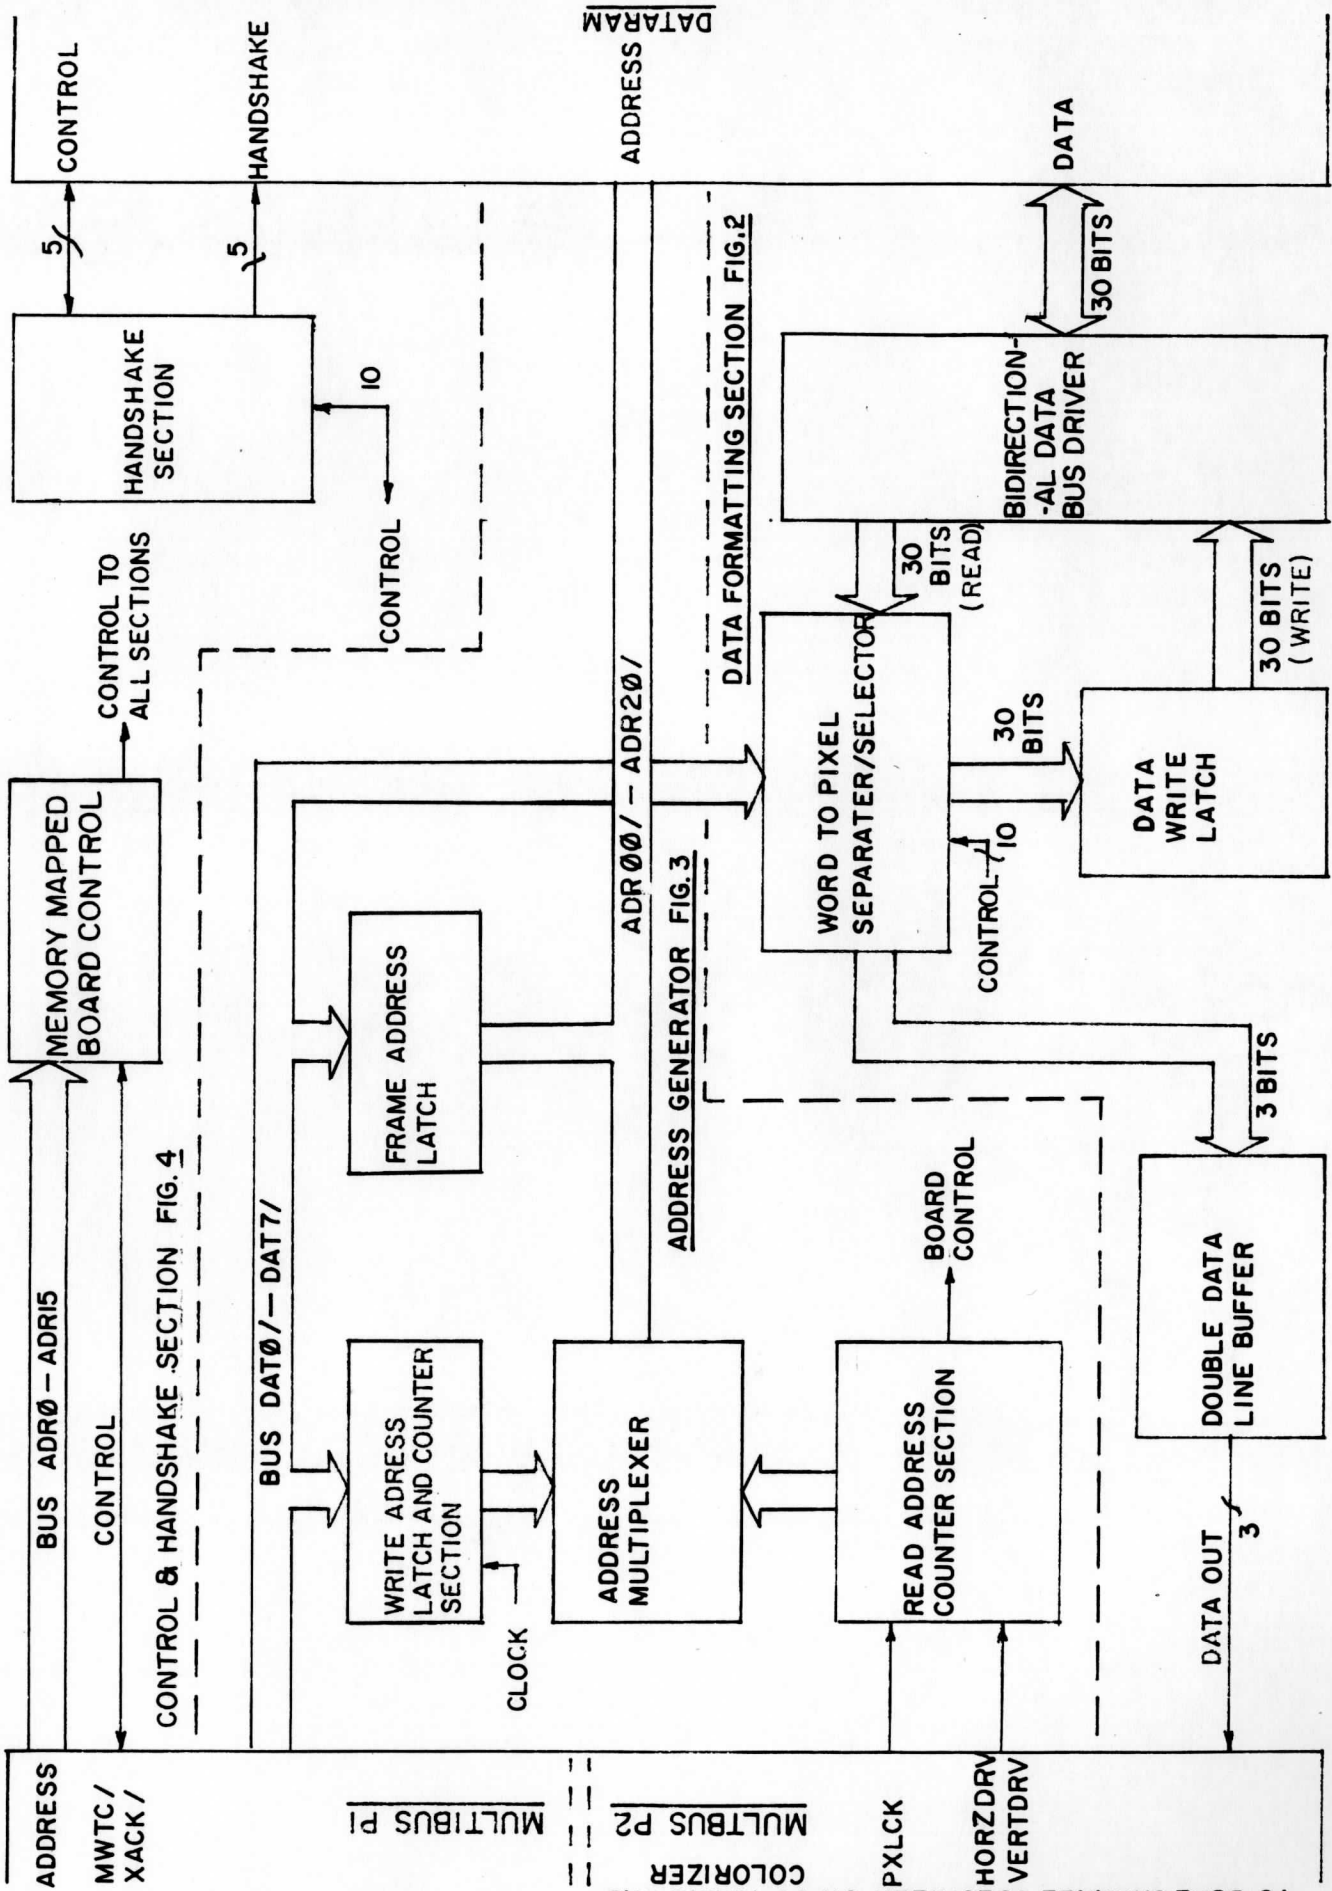 ADDRESS
MWTC/
XACK/
MULTIBUS P1
MULTBUS P2
COLORIZER
PXLCK
HORZDRV
VERTDRV
BUS ADRØ – ADR15
CONTROL
MEMORY MAPPED
BOARD CONTROL
CONTROL TO
ALL SECTIONS
HANDSHAKE
SECTION
10
CONTROL
5
CONTROL
5
HANDSHAKE
CONTROL & HANDSHAKE SECTION FIG. 4
BUS DATØ/ – DAT7/
WRITE ADRESS
LATCH AND COUNTER
SECTION
CLOCK
FRAME ADDRESS
LATCH
ADDRESS
MULTIPLEXER
ADRØØ/ – ADR2Ø/
ADDRESS
DATARAM
ADDRESS GENERATOR FIG. 3
DATA FORMATTING SECTION FIG.2
READ ADDRESS
COUNTER SECTION
BOARD
CONTROL
WORD TO PIXEL
SEPARATER/SELECTOR
CONTROL
10
30
BITS
(READ)
BIDIRECTION-
-AL DATA
BUS DRIVER
30 BITS
DATA
30
BITS
DATA
WRITE
LATCH
30 BITS
(WRITE)
3 BITS
DOUBLE DATA
LINE BUFFER
DATA OUT
3